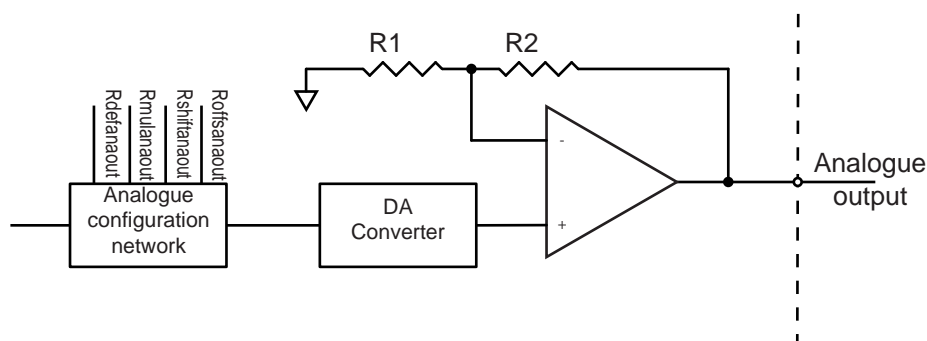 R1
R2
Rdefanaout
Rmulanaout
Rshiftanaout
Roffsanaout
Analogue
configuration
network
DA
Converter
-
+
Analogue
output